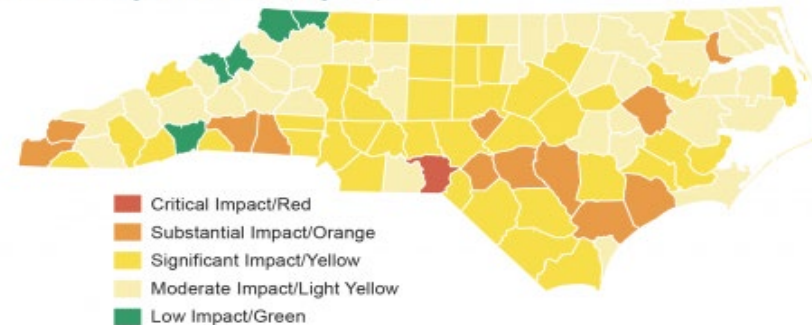 Critical Impact/Red
Substantial Impact/Orange
Significant Impact/Yellow
Moderate Impact/Light Yellow
Low Impact/Green